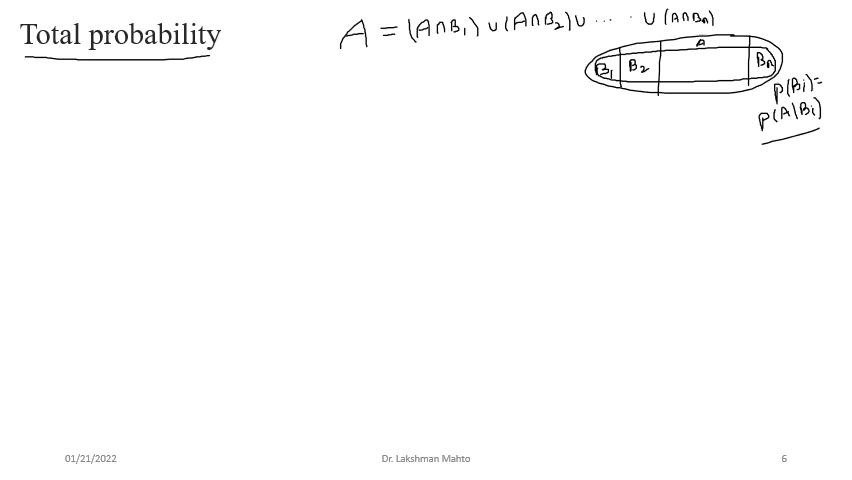 Total probability
A = (A∩B₁) ∪ (A∩B₂) ∪ ... . ∪ (A∩Bₙ)
A
B₁ B₂ Bₙ
P(Bi) =
P(A|Bi)
01/21/2022 Dr. Lakshman Mahto 6